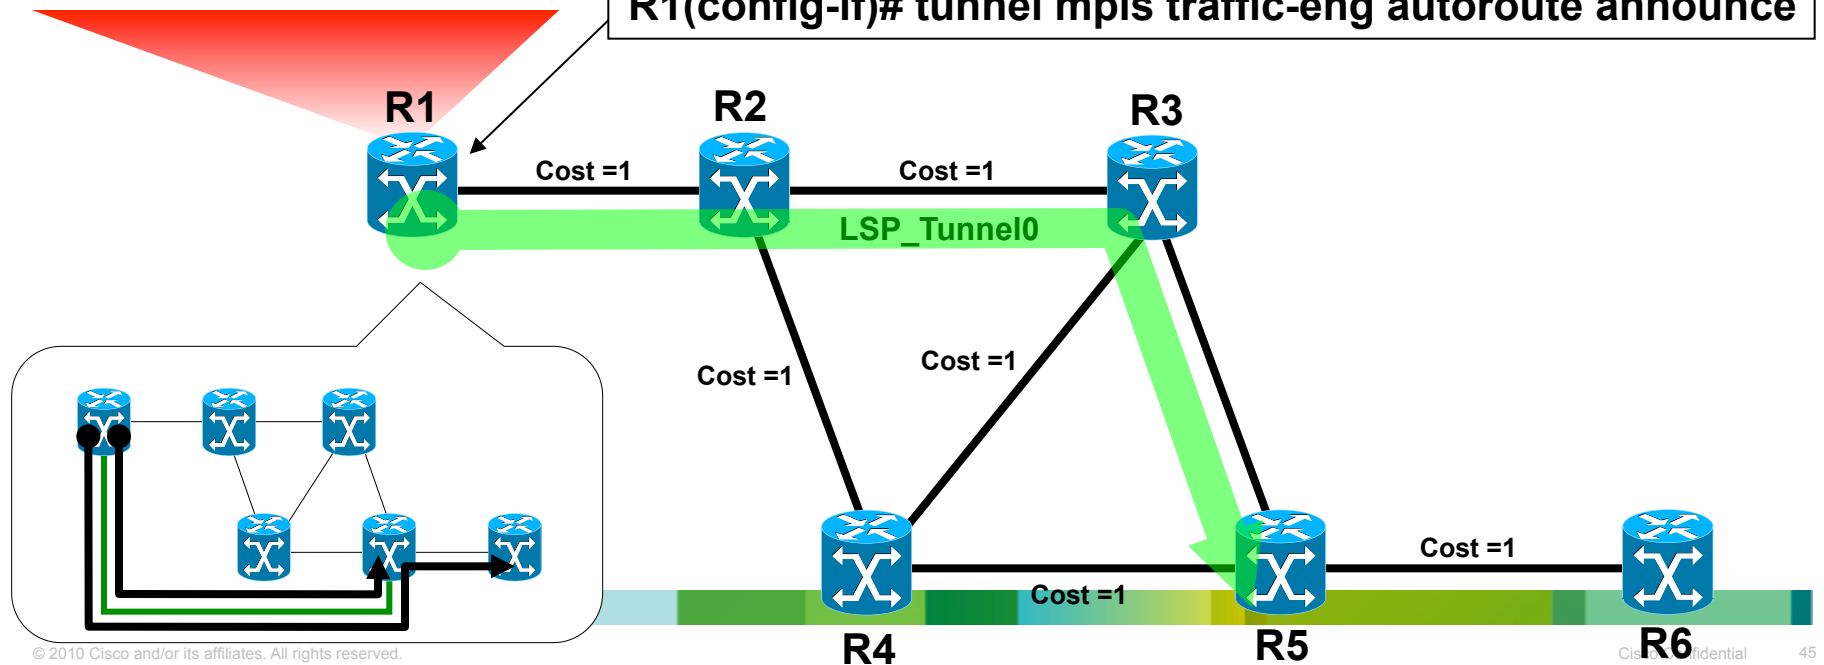 R1(config-if)# tunnel mpls traffic-eng autoroute announce
R1
R2
R3
Cost =1
Cost =1
LSP_Tunnel0
Cost =1
Cost =1
Cost =1
Cost =1
R4
R5
R6
© 2010 Cisco and/or its affiliates. All rights reserved.
Cisco Confidential
45